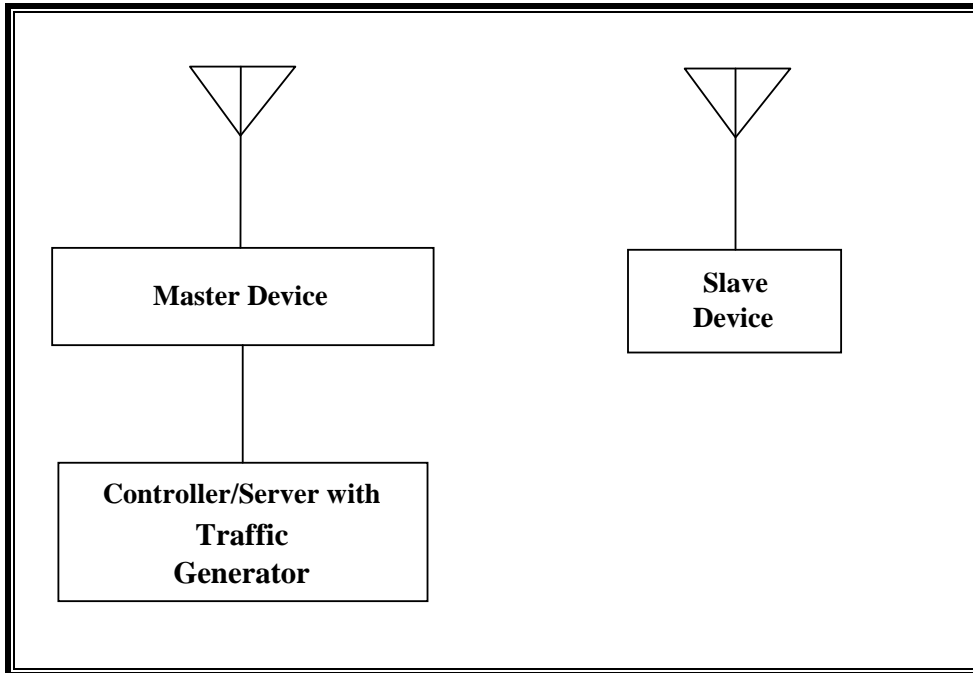 Master Device
Slave
Device
Controller/Server with
Traffic
Generator